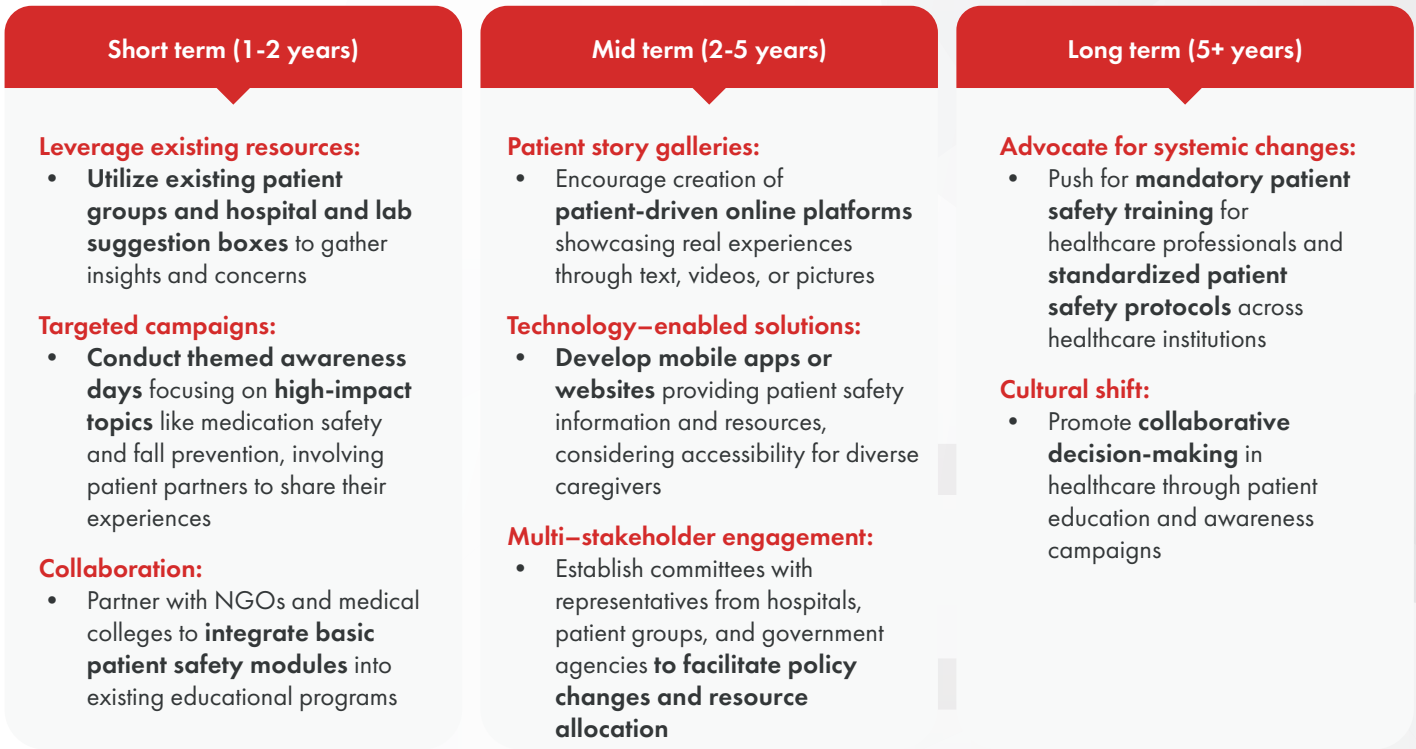 Short term (1-2 years)
Leverage existing resources:
• Utilize existing patient
groups and hospital and lab
suggestion boxes to gather
insights and concerns
Targeted campaigns:
• Conduct themed awareness
days focusing on high-impact
topics like medication safety
and fall prevention, involving
patient partners to share their
experiences
Collaboration:
• Partner with NGOs and medical
colleges to integrate basic
patient safety modules into
existing educational programs
Mid term (2-5 years)
Patient story galleries:
• Encourage creation of
patient-driven online platforms
showcasing real experiences
through text, videos, or pictures
Technology–enabled solutions:
• Develop mobile apps or
websites providing patient safety
information and resources,
considering accessibility for diverse
caregivers
Multi–stakeholder engagement:
• Establish committees with
representatives from hospitals,
patient groups, and government
agencies to facilitate policy
changes and resource
allocation
Long term (5+ years)
Advocate for systemic changes:
• Push for mandatory patient
safety training for
healthcare professionals and
standardized patient
safety protocols across
healthcare institutions
Cultural shift:
• Promote collaborative
decision-making in
healthcare through patient
education and awareness
campaigns